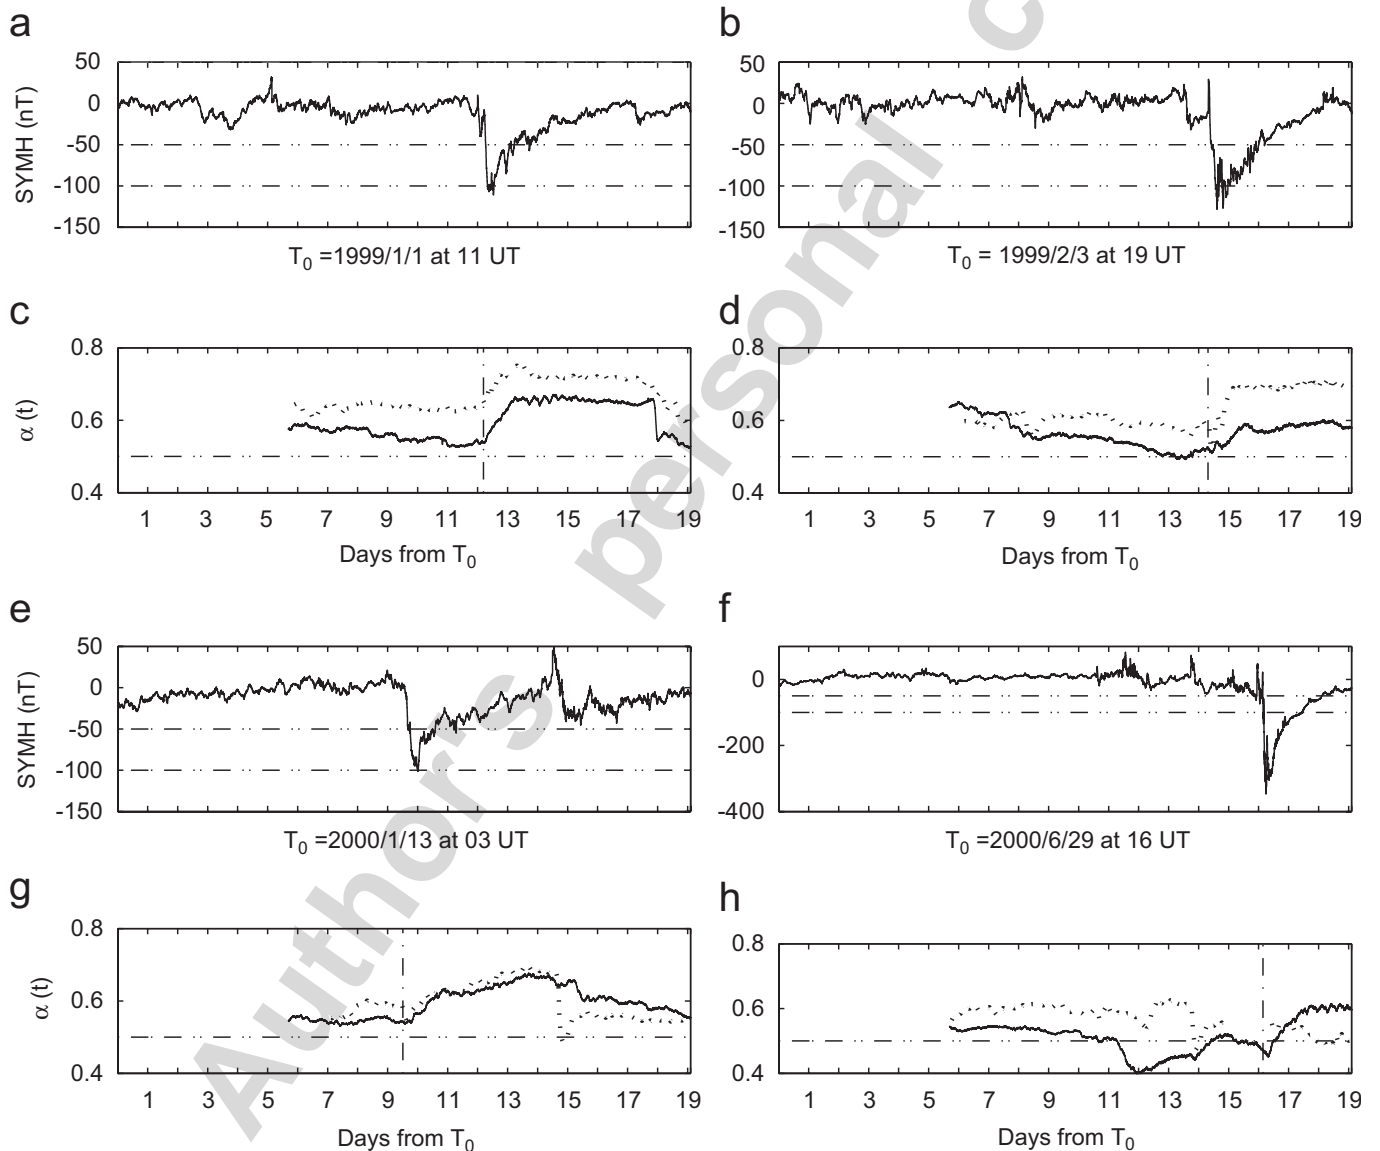 a
b
50
0
-50
-100
-150
SYMH (nT)
50
0
-50
-100
-150
T0 =1999/1/1 at 11 UT
T0 = 1999/2/3 at 19 UT
c
d
0.8
0.6
0.4
α (t)
0.8
0.6
0.4
1 3 5 7 9 11 13 15 17 19
1 3 5 7 9 11 13 15 17 19
Days from T0
Days from T0
e
f
50
0
-50
-100
-150
SYMH (nT)
0
-200
-400
T0 =2000/1/13 at 03 UT
T0 =2000/6/29 at 16 UT
g
h
0.8
0.6
0.4
α (t)
0.8
0.6
0.4
1 3 5 7 9 11 13 15 17 19
1 3 5 7 9 11 13 15 17 19
Days from T0
Days from T0
Author's personal c